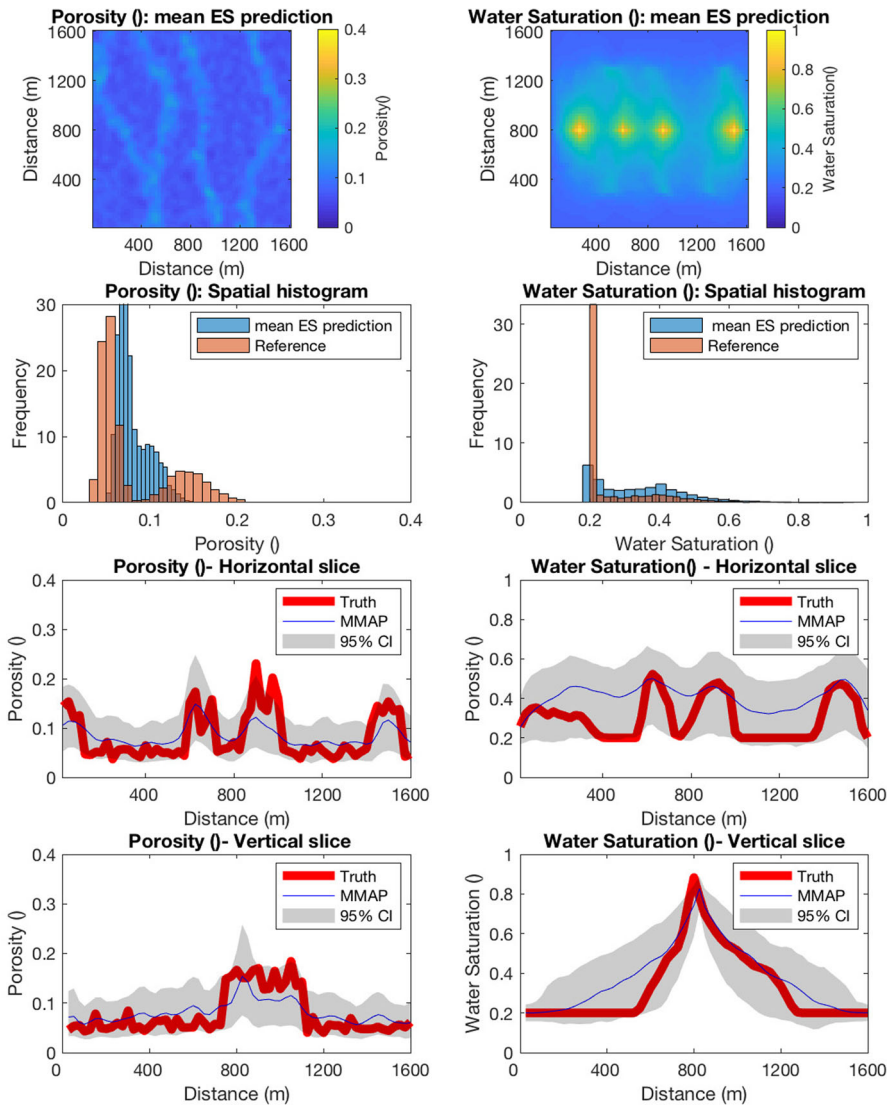 Porosity (): mean ES prediction
1600
1200
800
400
Distance (m)
400 800 1200 1600
Distance (m)
0.4
0.3
0.2
0.1
0
Porosity()
Water Saturation (): mean ES prediction
1600
1200
800
400
Distance (m)
400 800 1200 1600
Distance (m)
1
0.8
0.6
0.4
0.2
0
Water Saturation()
Porosity (): Spatial histogram
30
20
10
0
Frequency
mean ES prediction
Reference
0 0.1 0.2 0.3 0.4
Porosity ()
Water Saturation (): Spatial histogram
30
20
10
0
Frequency
mean ES prediction
Reference
0 0.2 0.4 0.6 0.8 1
Water Saturation ()
Porosity ()- Horizontal slice
0.4
0.3
0.2
0.1
0
Porosity ()
Truth
MMAP
95% CI
400 800 1200 1600
Distance (m)
Water Saturation() - Horizontal slice
1
0.8
0.6
0.4
0.2
0
Porosity ()
Truth
MMAP
95% CI
400 800 1200 1600
Distance (m)
Porosity ()- Vertical slice
0.4
0.3
0.2
0.1
0
Porosity ()
Truth
MMAP
95% CI
400 800 1200 1600
Distance (m)
Water Saturation ()- Vertical slice
1
0.8
0.6
0.4
0.2
0
Water Saturation ()
Truth
MMAP
95% CI
400 800 1200 1600
Distance (m)